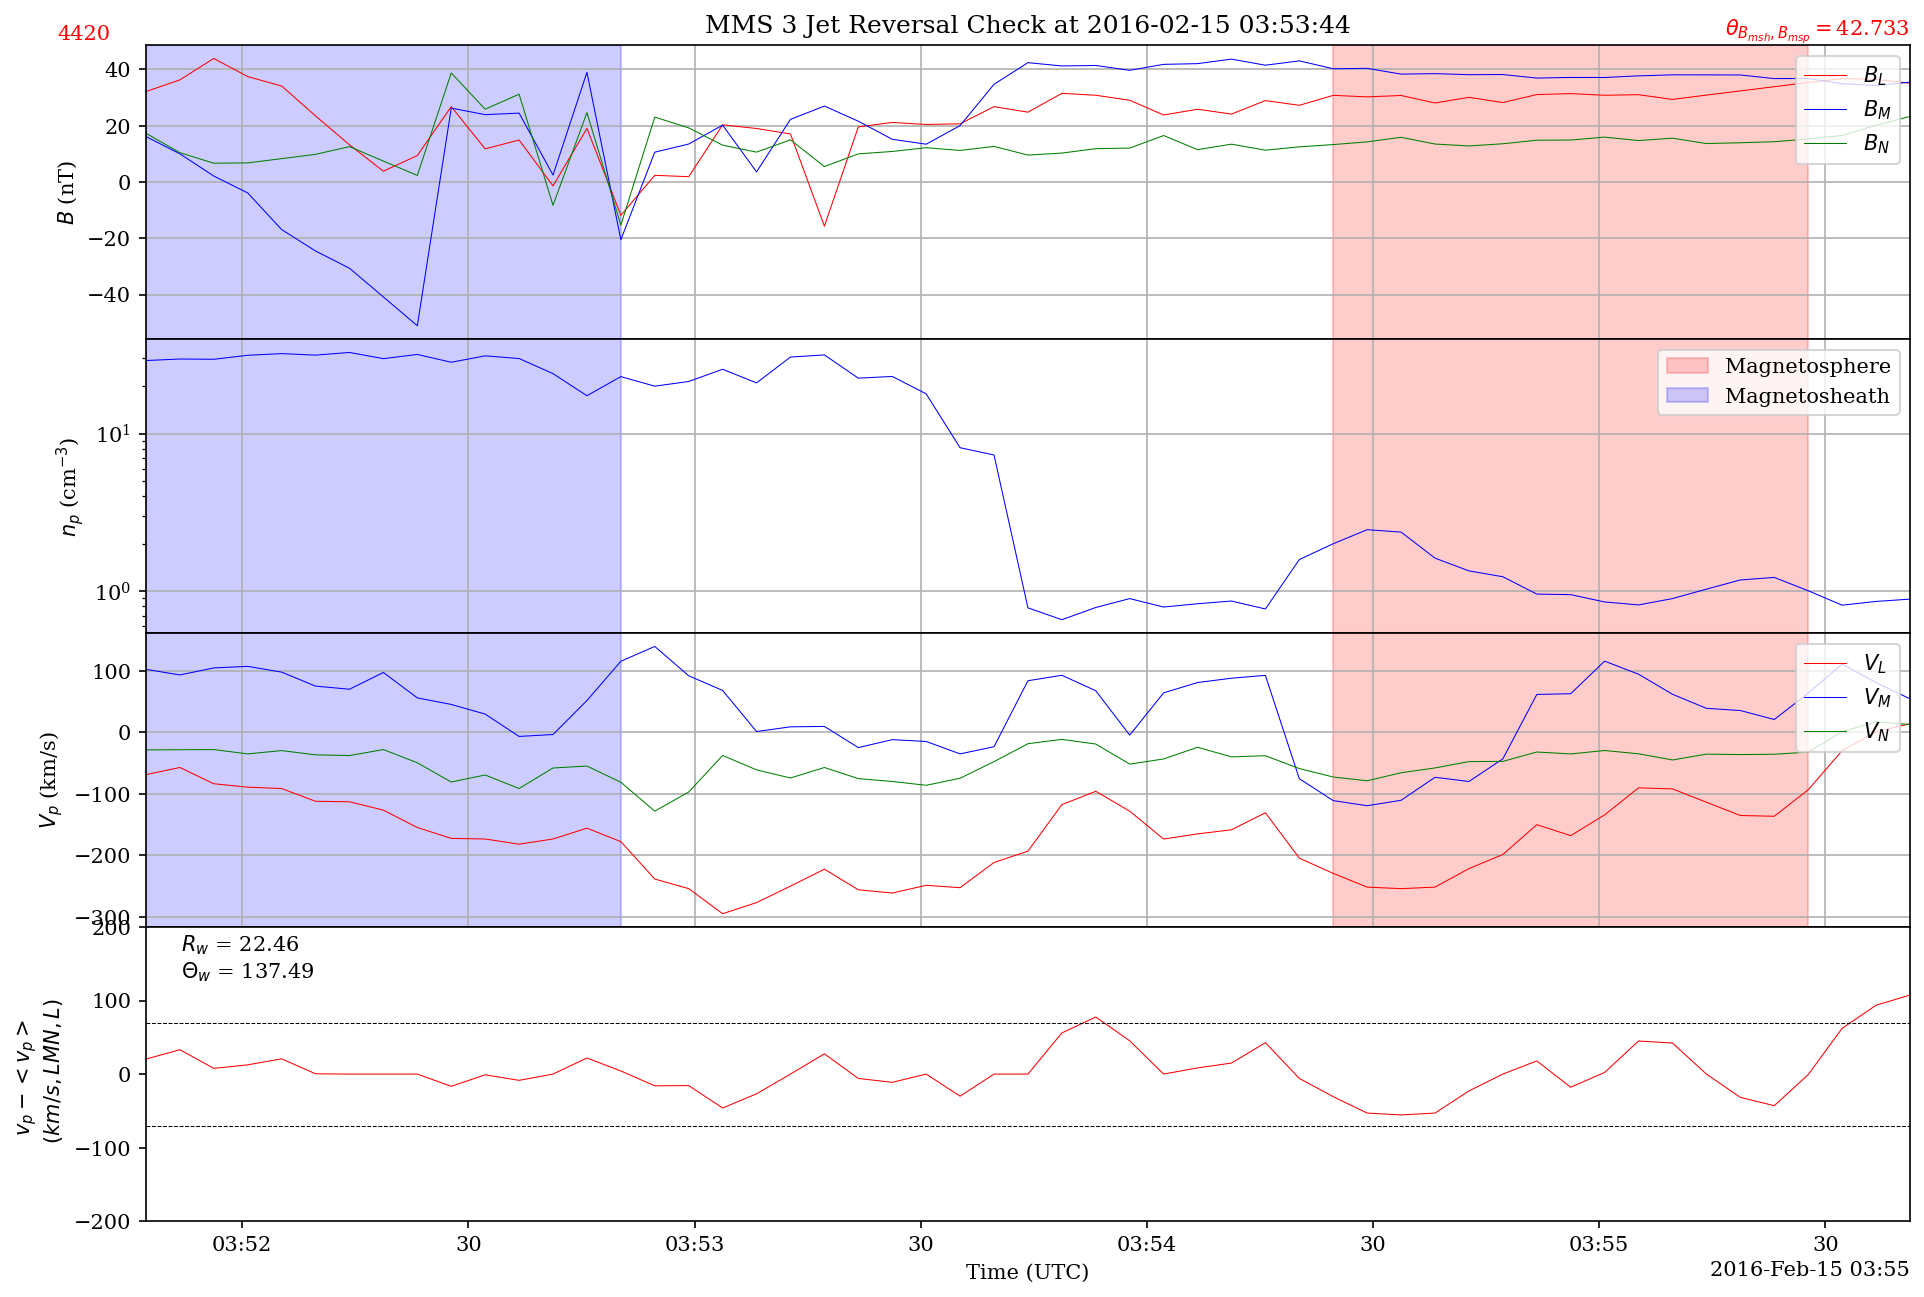 MMS 3 Jet Reversal Check at 2016-02-15 03:53:44
4420
θ_{B_{msh}, B_{msp}} = 42.733
40
20
0
−20
−40
B (nT)
B_L
B_M
B_N
10^1
10^0
n_p (cm^{−3})
Magnetosphere
Magnetosheath
100
0
−100
−200
−300
V_p (km/s)
V_L
V_M
V_N
200
100
0
−100
−200
v_p − < v_p >
(km/s, LMN, L)
R_w = 22.46
Θ_w = 137.49
03:52 30 03:53 30 03:54 30 03:55 30
Time (UTC)
2016-Feb-15 03:55